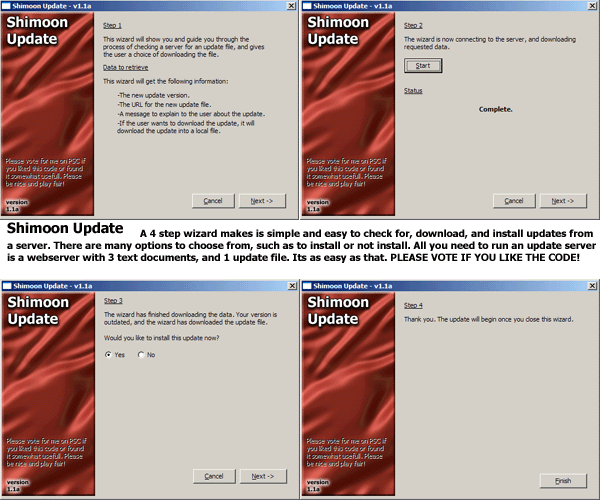 Shimoon Update - v1.1a
Shimoon
Update
Please vote for me on PSC if
you liked this code or found
it somewhat usefull. Please
be nice and play fair!
version
1.1a
Step 1
This wizard will show you and guide you through the
process of checking a server for an update file, and gives
the user a choice of downloading the file.
Data to retrieve
This wizard will get the following information:
-The new update version.
-The URL for the new update file.
-A message to explain to the user about the update.
-If the user wants to download the update, it will
download the update into a local file.
Cancel
Next ->
Shimoon Update - v1.1a
Shimoon
Update
Please vote for me on PSC if
you liked this code or found
it somewhat usefull. Please
be nice and play fair!
version
1.1a
Step 2
The wizard is now connecting to the server, and downloading
requested data.
Start
Status
Complete.
Cancel
Next ->
Shimoon Update A 4 step wizard makes is simple and easy to check for, download, and install updates from
a server. There are many options to choose from, such as to install or not install. All you need to run an update server
is a webserver with 3 text documents, and 1 update file. Its as easy as that. PLEASE VOTE IF YOU LIKE THE CODE!
Shimoon Update - v1.1a
Shimoon
Update
Please vote for me on PSC if
you liked this code or found
it somewhat usefull. Please
be nice and play fair!
version
1.1a
Step 3
The wizard has finished downloading the data. Your version is
outdated, and the wizard has downloaded the update file.
Would you like to install this update now?
Yes No
Cancel
Next ->
Shimoon Update - v1.1a
Shimoon
Update
Please vote for me on PSC if
you liked this code or found
it somewhat usefull. Please
be nice and play fair!
version
1.1a
Step 4
Thank you. The update will begin once you close this wizard.
Finish